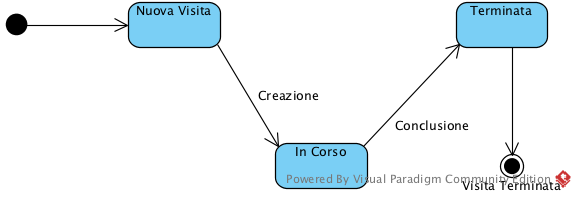 Nuova Visita
Terminata
Creazione
Conclusione
In Corso
Powered By Visual Paradigm Community Edition
Visita Terminata